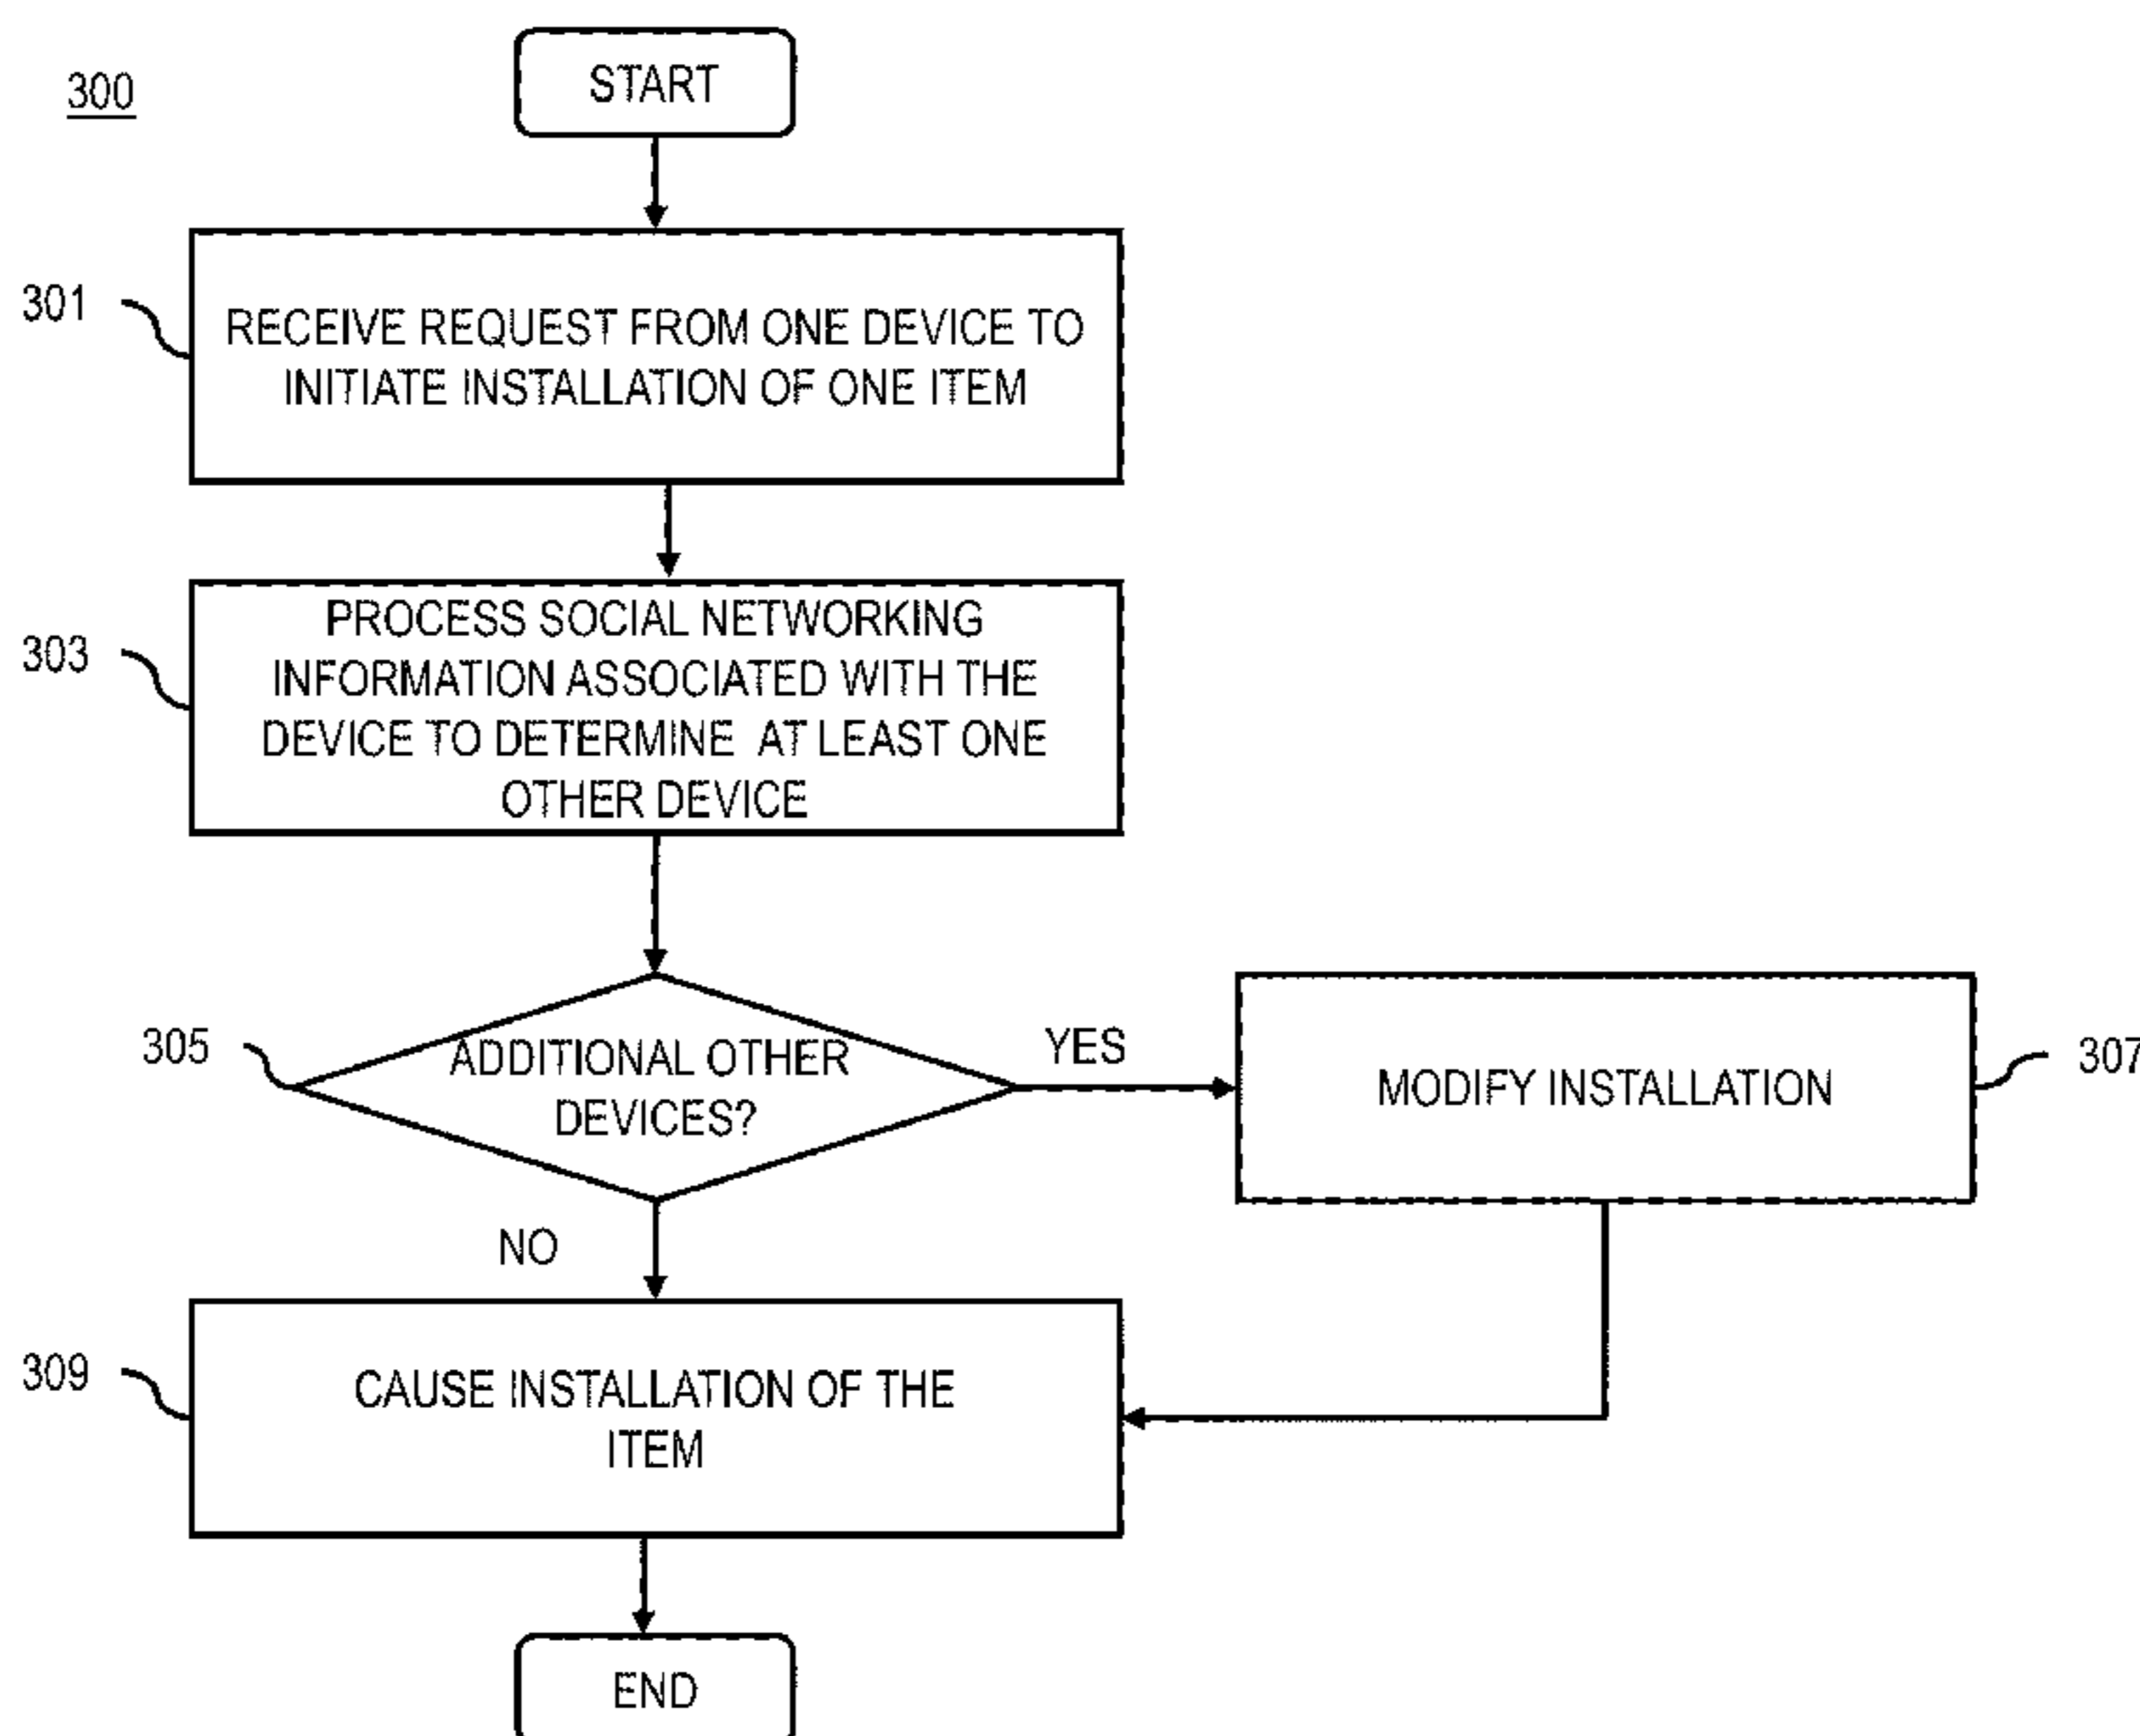 300
START
301
RECEIVE REQUEST FROM ONE DEVICE TO
INITIATE INSTALLATION OF ONE ITEM
303
PROCESS SOCIAL NETWORKING
INFORMATION ASSOCIATED WITH THE
DEVICE TO DETERMINE AT LEAST ONE
OTHER DEVICE
305
ADDITIONAL OTHER
DEVICES?
YES
MODIFY INSTALLATION
307
NO
309
CAUSE INSTALLATION OF THE
ITEM
END